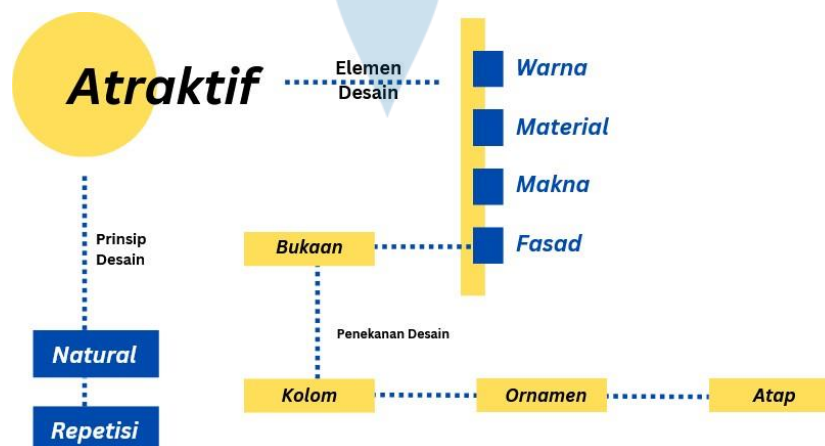 Atraktif
Elemen
Desain
Warna
Material
Makna
Fasad
Prinsip
Desain
Bukaan
Penekanan Desain
Natural
Repetisi
Kolom
Ornamen
Atap